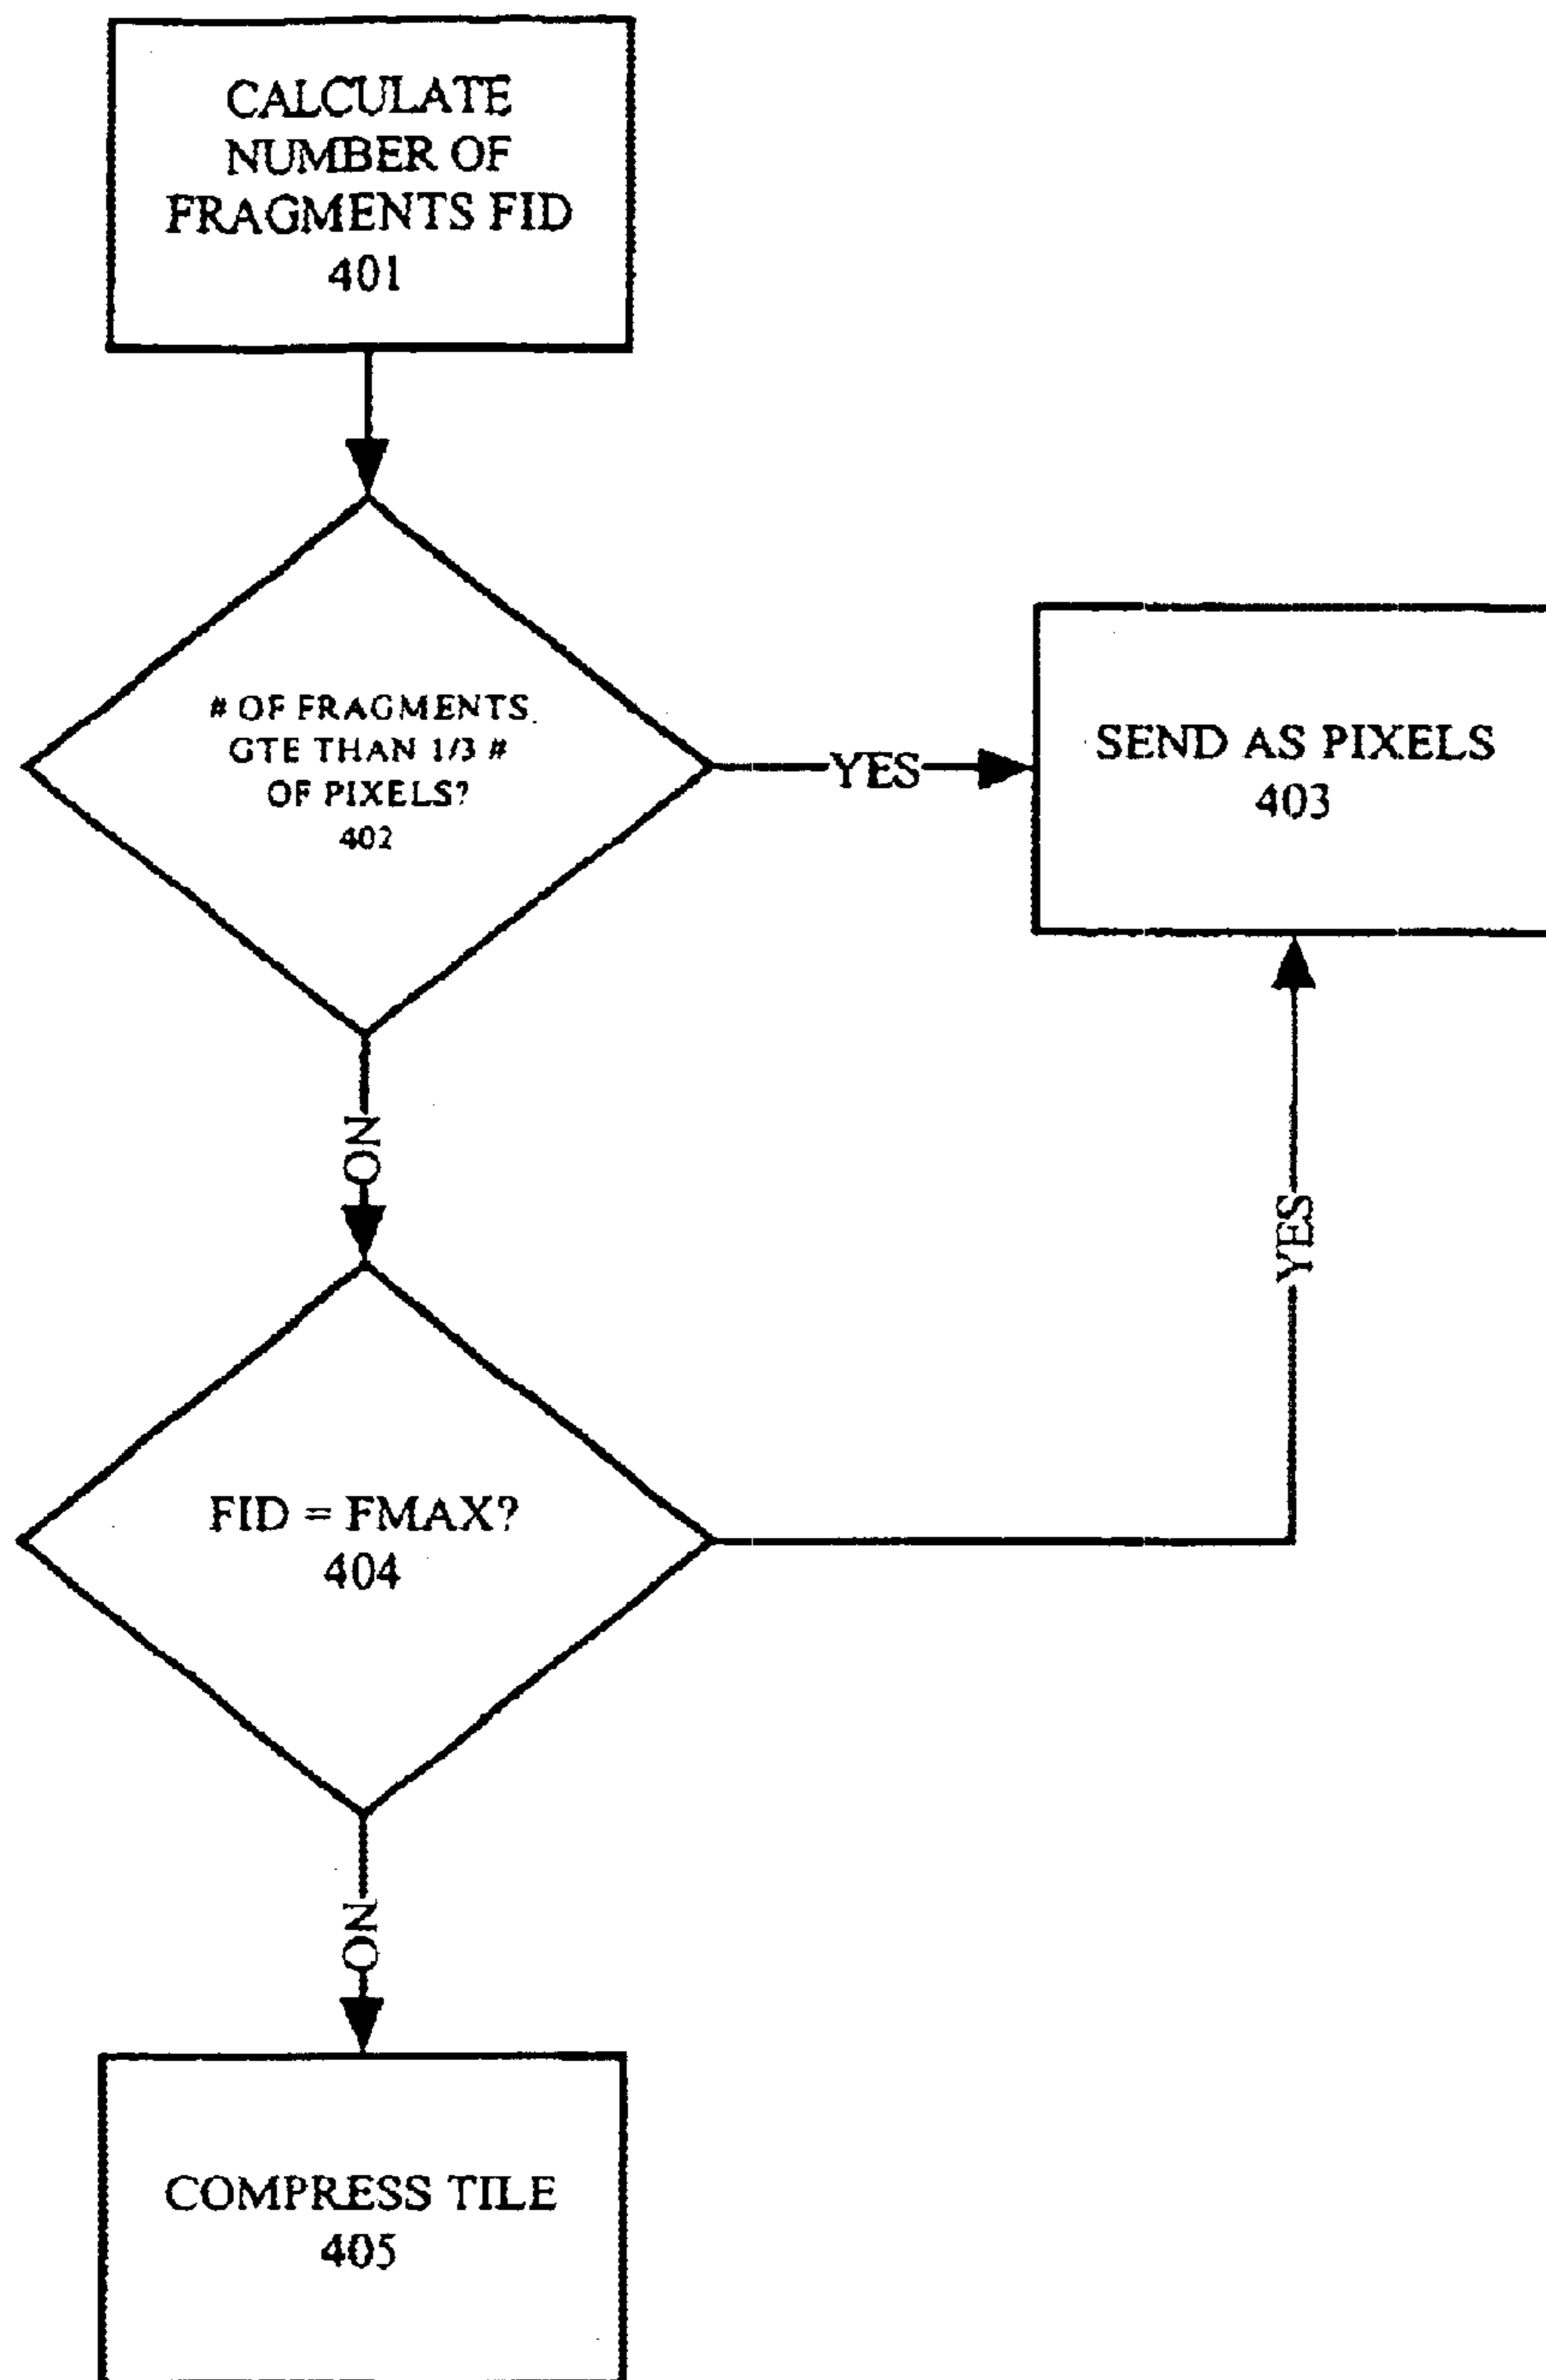 CALCULATE
NUMBER OF
FRAGMENTS FID
401
# OF FRAGMENTS
GTE THAN 1/3 #
OF PIXELS?
402
YES
SEND AS PIXELS
403
NO
YES
FID = FMAX?
404
NO
COMPRESS TILE
405